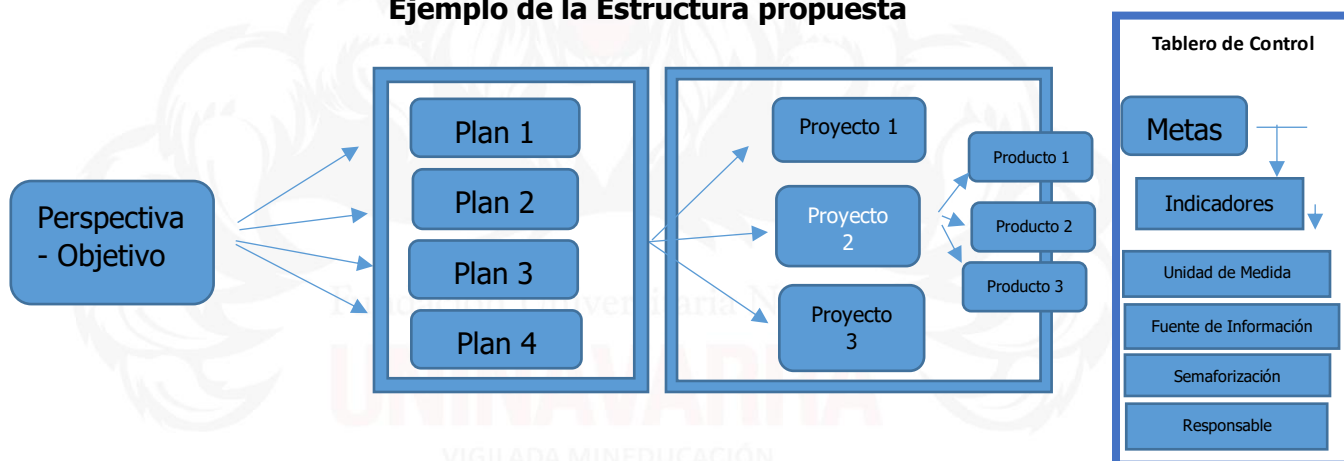 Ejemplo de la Estructura propuesta
Perspectiva
- Objetivo
Plan 1
Plan 2
Plan 3
Plan 4
Proyecto 1
Proyecto
2
Proyecto
3
Producto 1
Producto 2
Producto 3
Tablero de Control
Metas
Indicadores
Unidad de Medida
Fuente de Información
Semaforización
Responsable
UNINAVARRA
VIGILADA MINEDUCACIÓN